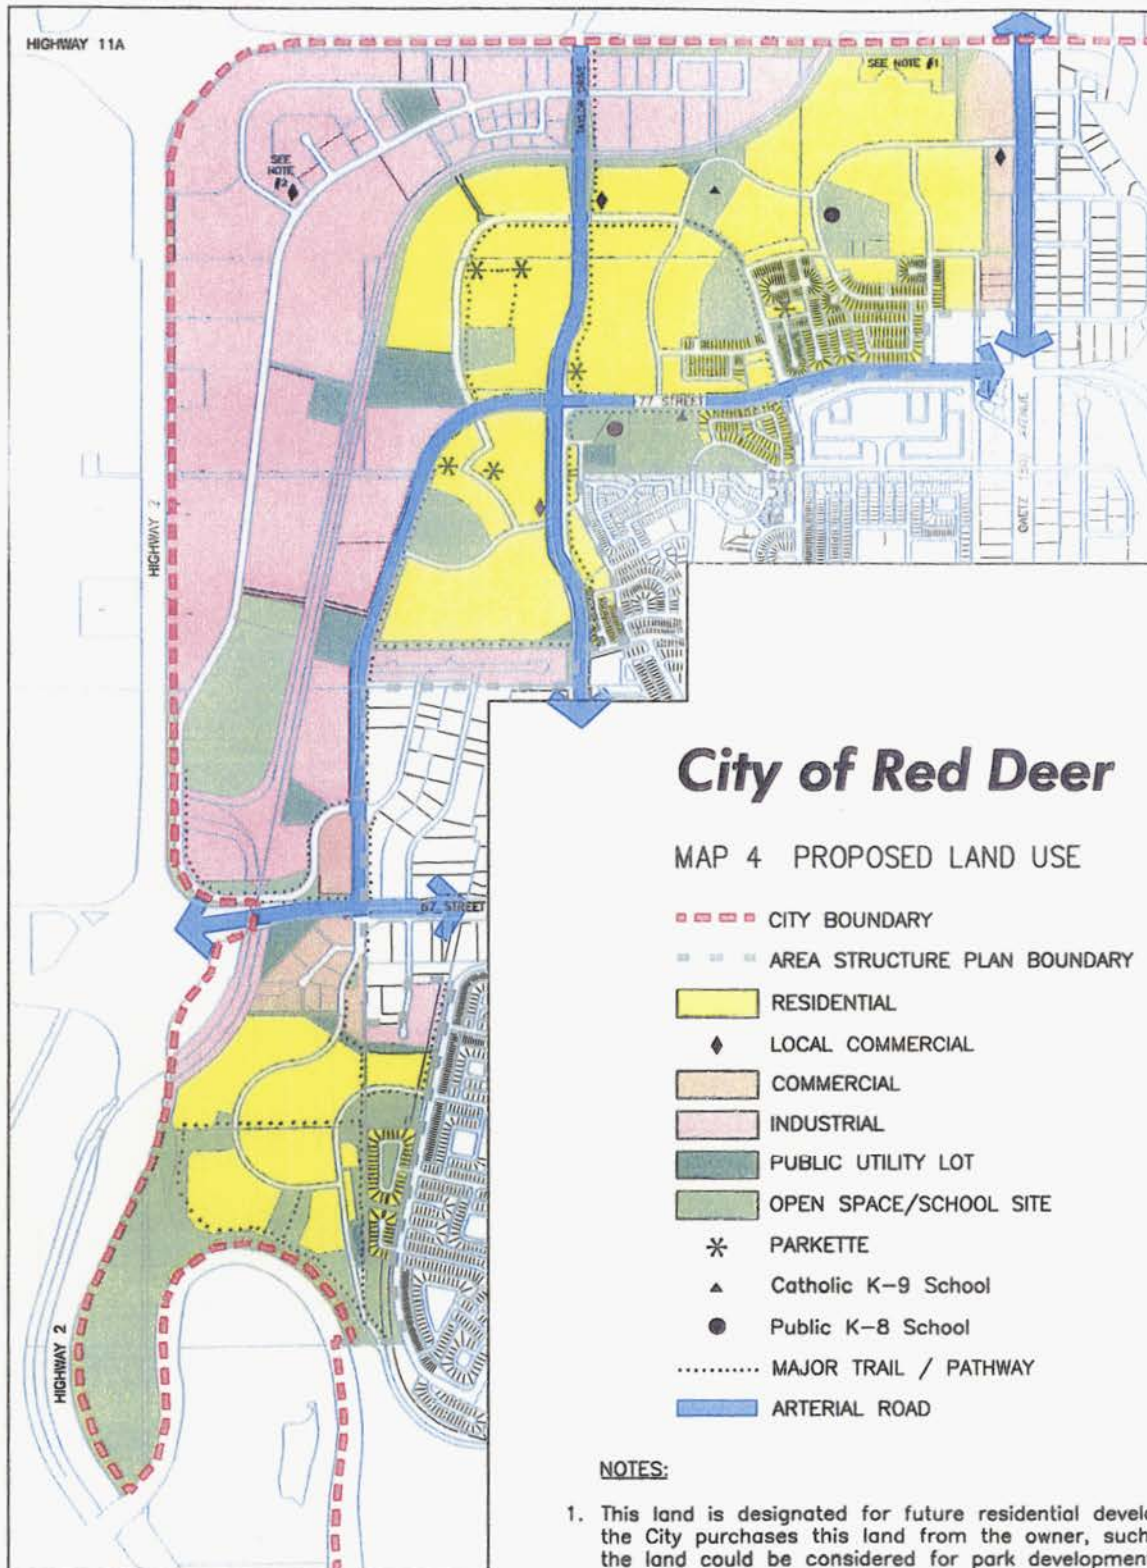 HIGHWAY 11A
TAYLOR DRIVE
SEE NOTE #1
SEE
NOTE
#2
HIGHWAY 2
77 STREET
GAETZ (50) AVENUE
67 STREET
HIGHWAY 2
City of Red Deer
MAP 4 PROPOSED LAND USE
CITY BOUNDARY
AREA STRUCTURE PLAN BOUNDARY
RESIDENTIAL
LOCAL COMMERCIAL
COMMERCIAL
INDUSTRIAL
PUBLIC UTILITY LOT
OPEN SPACE/SCHOOL SITE
PARKETTE
Catholic K-9 School
Public K-8 School
MAJOR TRAIL / PATHWAY
ARTERIAL ROAD
NOTES:
1. This land is designated for future residential devel
the City purchases this land from the owner, such
the land could be considered for park developmen